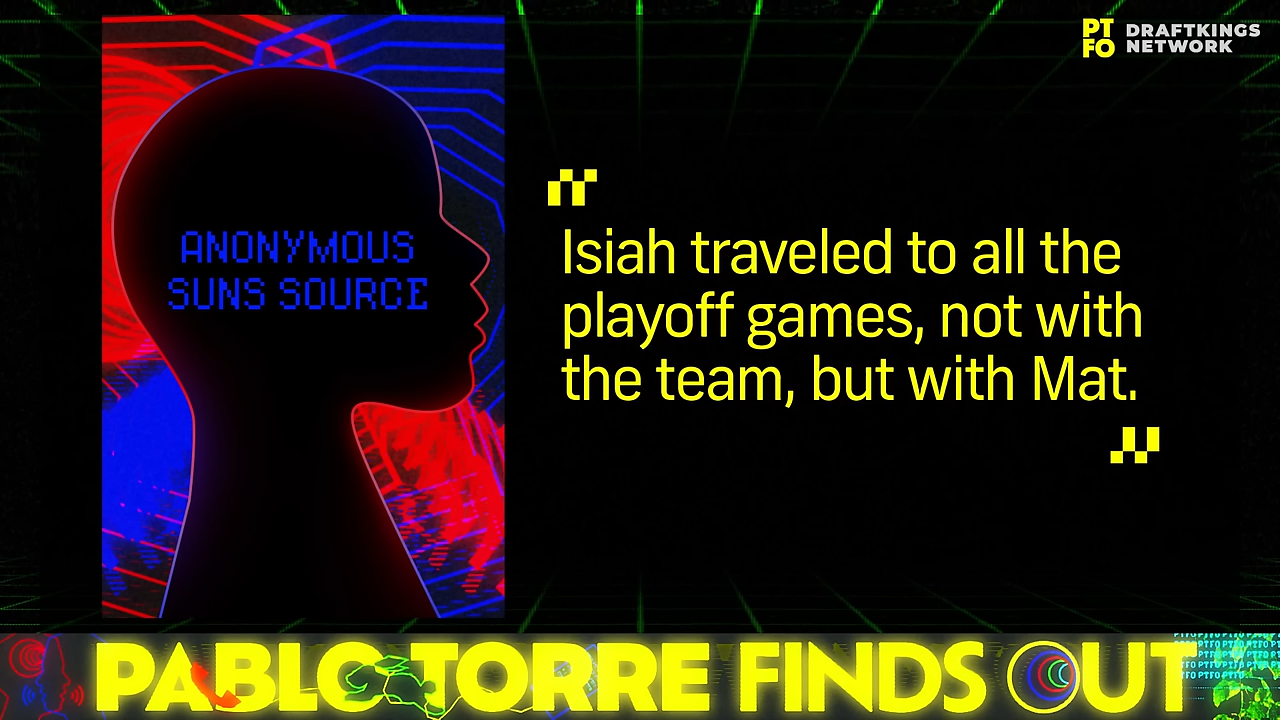 PT
FO
DRAFTKINGS
NETWORK
ANONYMOUS
SUNS SOURCE
"
Isiah traveled to all the
playoff games, not with
the team, but with Mat.
"
PABLO TORRE FINDS OUT